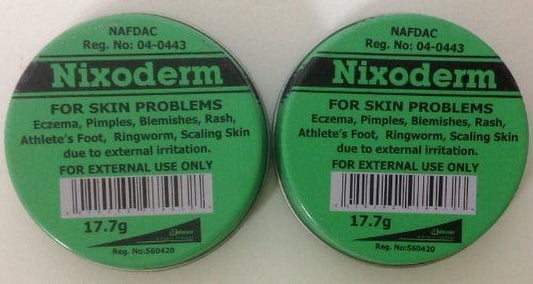 NAFDAC
Reg. No: 04-0443
Nixoderm
FOR SKIN PROBLEMS
Eczema, Pimples, Blemishes, Rash,
Athlete's Foot, Ringworm, Scaling Skin
due to external irritation.
FOR EXTERNAL USE ONLY
17.7g
Reg. No:560420
NAFDAC
Reg. No: 04-0443
Nixoderm
FOR SKIN PROBLEMS
Eczema, Pimples, Blemishes, Rash,
Athlete's Foot, Ringworm, Scaling Skin
due to external irritation.
FOR EXTERNAL USE ONLY
17.7g
Reg. No:560420